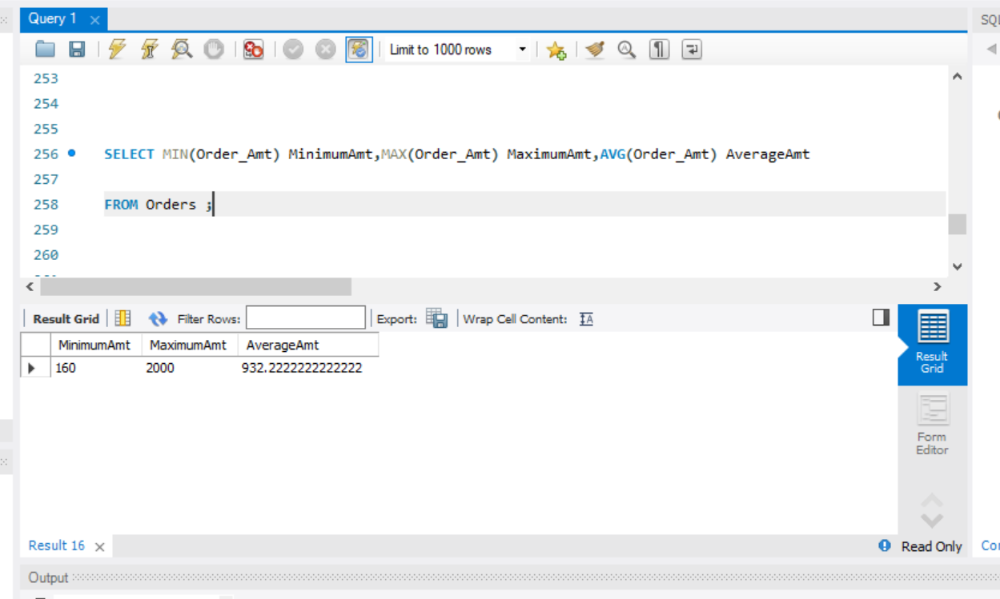 Query 1
SQL
Limit to 1000 rows
253
254
255
256 SELECT MIN(Order_Amt) MinimumAmt,MAX(Order_Amt) MaximumAmt,AVG(Order_Amt) AverageAmt
257
258 FROM Orders ;
259
260
Result Grid Filter Rows: Export: Wrap Cell Content:
MinimumAmt MaximumAmt AverageAmt
160 2000 932.2222222222222
Result
Grid
Form
Editor
Result 16 Read Only
Output